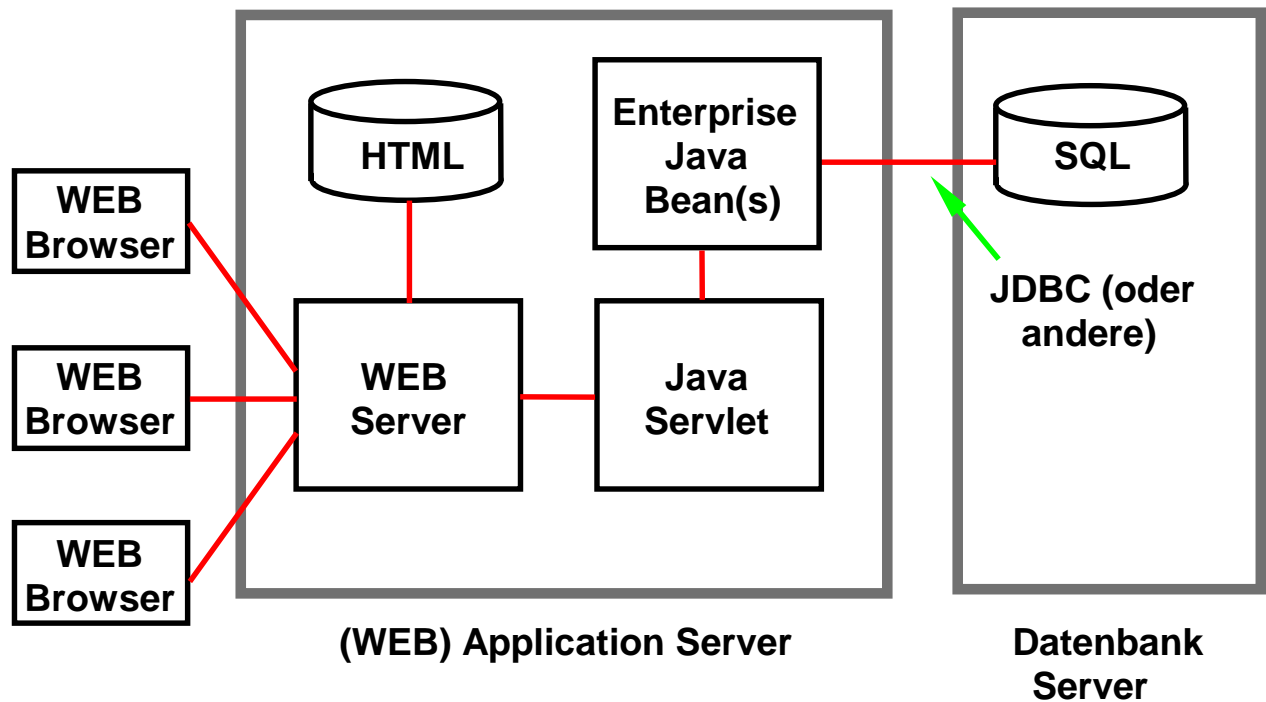 WEB
Browser
WEB
Browser
WEB
Browser
HTML
WEB
Server
Enterprise
Java
Bean(s)
Java
Servlet
(WEB) Application Server
SQL
JDBC (oder
andere)
Datenbank
Server